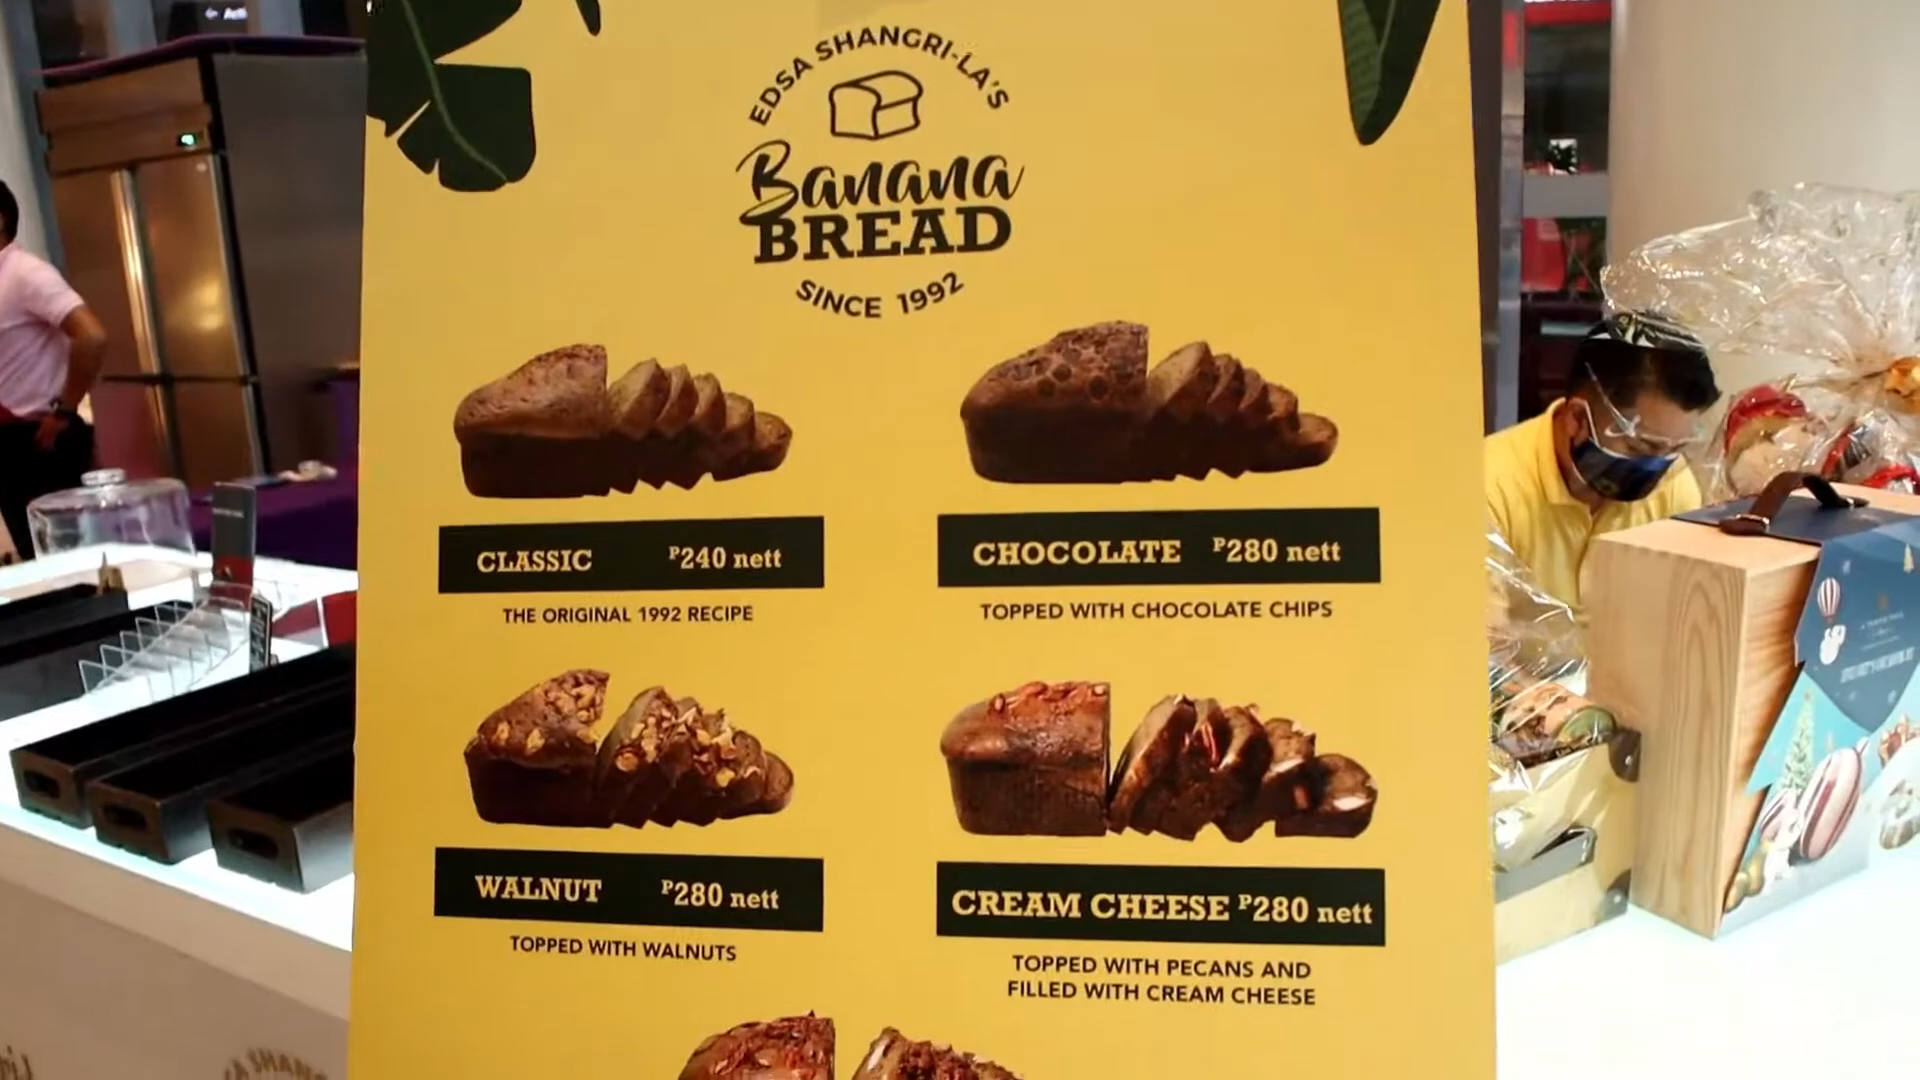 EDSA SHANGRI-LA'S
Banana
BREAD
SINCE 1992
CLASSIC ₱240 nett
THE ORIGINAL 1992 RECIPE
CHOCOLATE ₱280 nett
TOPPED WITH CHOCOLATE CHIPS
WALNUT ₱280 nett
TOPPED WITH WALNUTS
CREAM CHEESE ₱280 nett
TOPPED WITH PECANS AND
FILLED WITH CREAM CHEESE